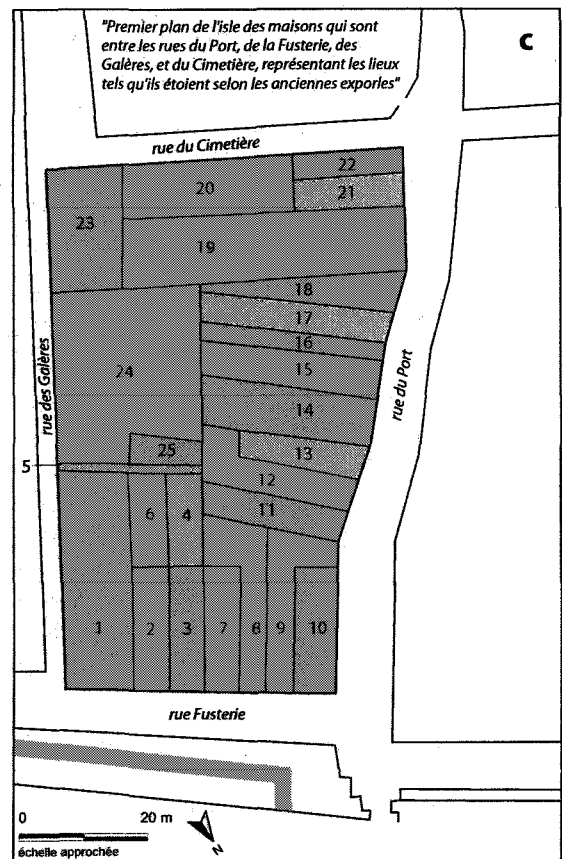 "Premier plan de l'isle des maisons qui sont
entre les rues du Port, de la Fusterie, des
Galères, et du Cimetière, représentant les lieux
tels qu'ils étoient selon les anciennes exporles"
C
rue du Cimetière
22
20
21
23
19
18
17
16
24
15
rue des Galères
rue du Port
14
25
13
5
12
6
4
11
1
2
3
7
8
9
10
rue Fusterie
0
20 m
N
échelle approchée